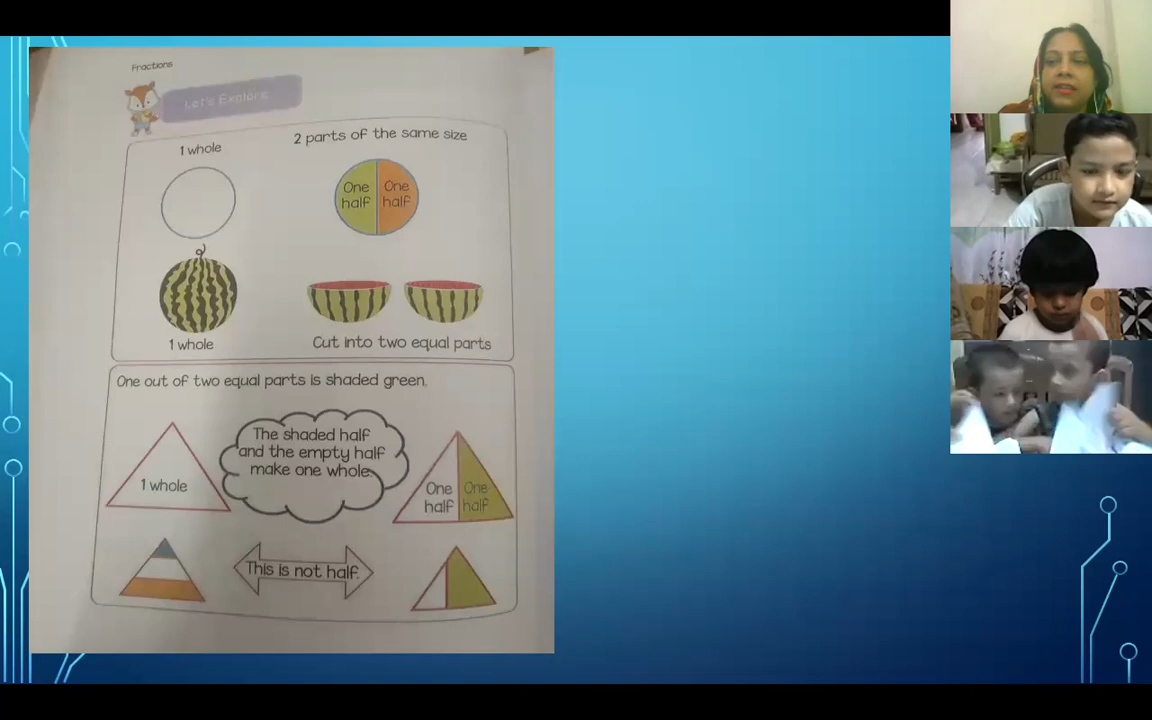 Fractions
Let's Explore
1 whole
2 parts of the same size
One half
One half
1 whole
Cut into two equal parts
One out of two equal parts is shaded green.
The shaded half
and the empty half
make one whole
1 whole
One half
One half
This is not half.